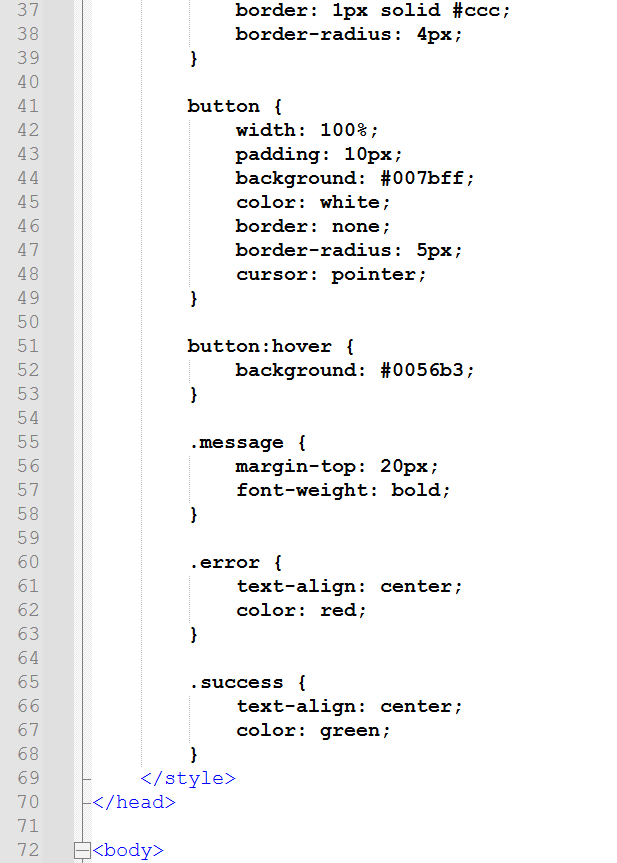 37 border: 1px solid #ccc;
38 border-radius: 4px;
39 }
40
41 button {
42 width: 100%;
43 padding: 10px;
44 background: #007bff;
45 color: white;
46 border: none;
47 border-radius: 5px;
48 cursor: pointer;
49 }
50
51 button:hover {
52 background: #0056b3;
53 }
54
55 .message {
56 margin-top: 20px;
57 font-weight: bold;
58 }
59
60 .error {
61 text-align: center;
62 color: red;
63 }
64
65 .success {
66 text-align: center;
67 color: green;
68 }
69 </style>
70 </head>
71
72 <body>